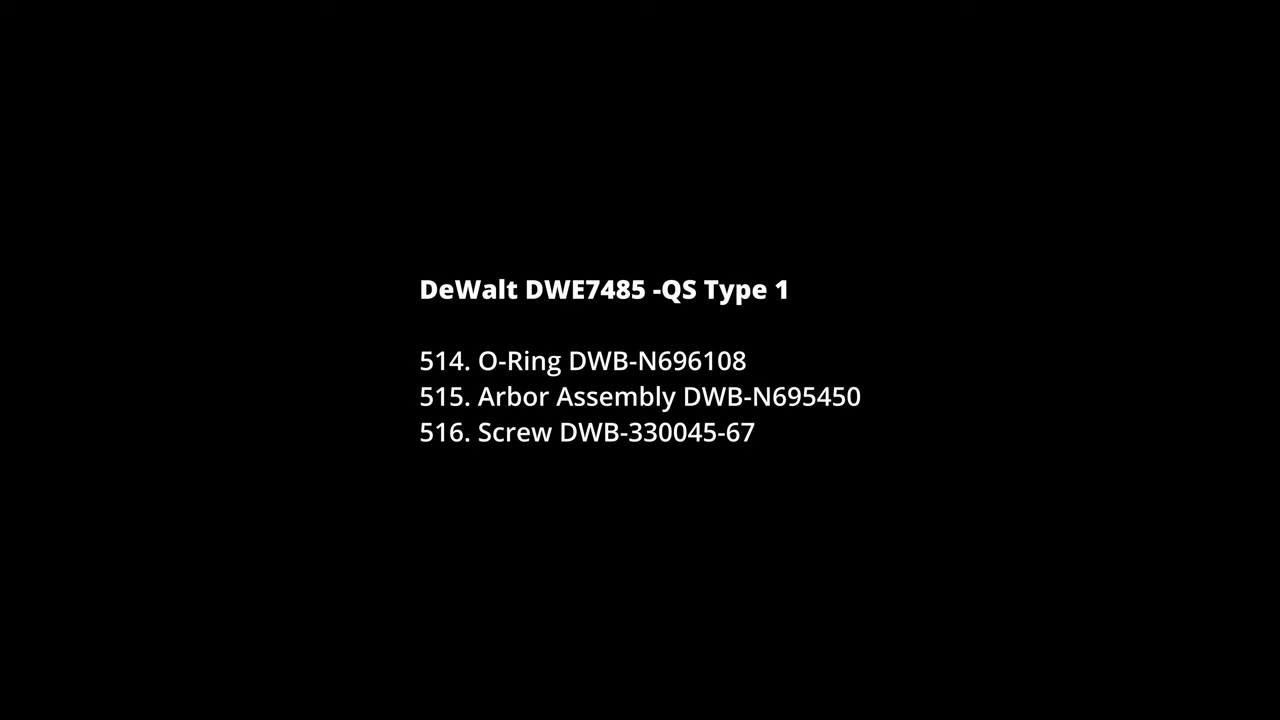 DeWalt DWE7485 -QS Type 1
514. O-Ring DWB-N696108
515. Arbor Assembly DWB-N695450
516. Screw DWB-330045-67